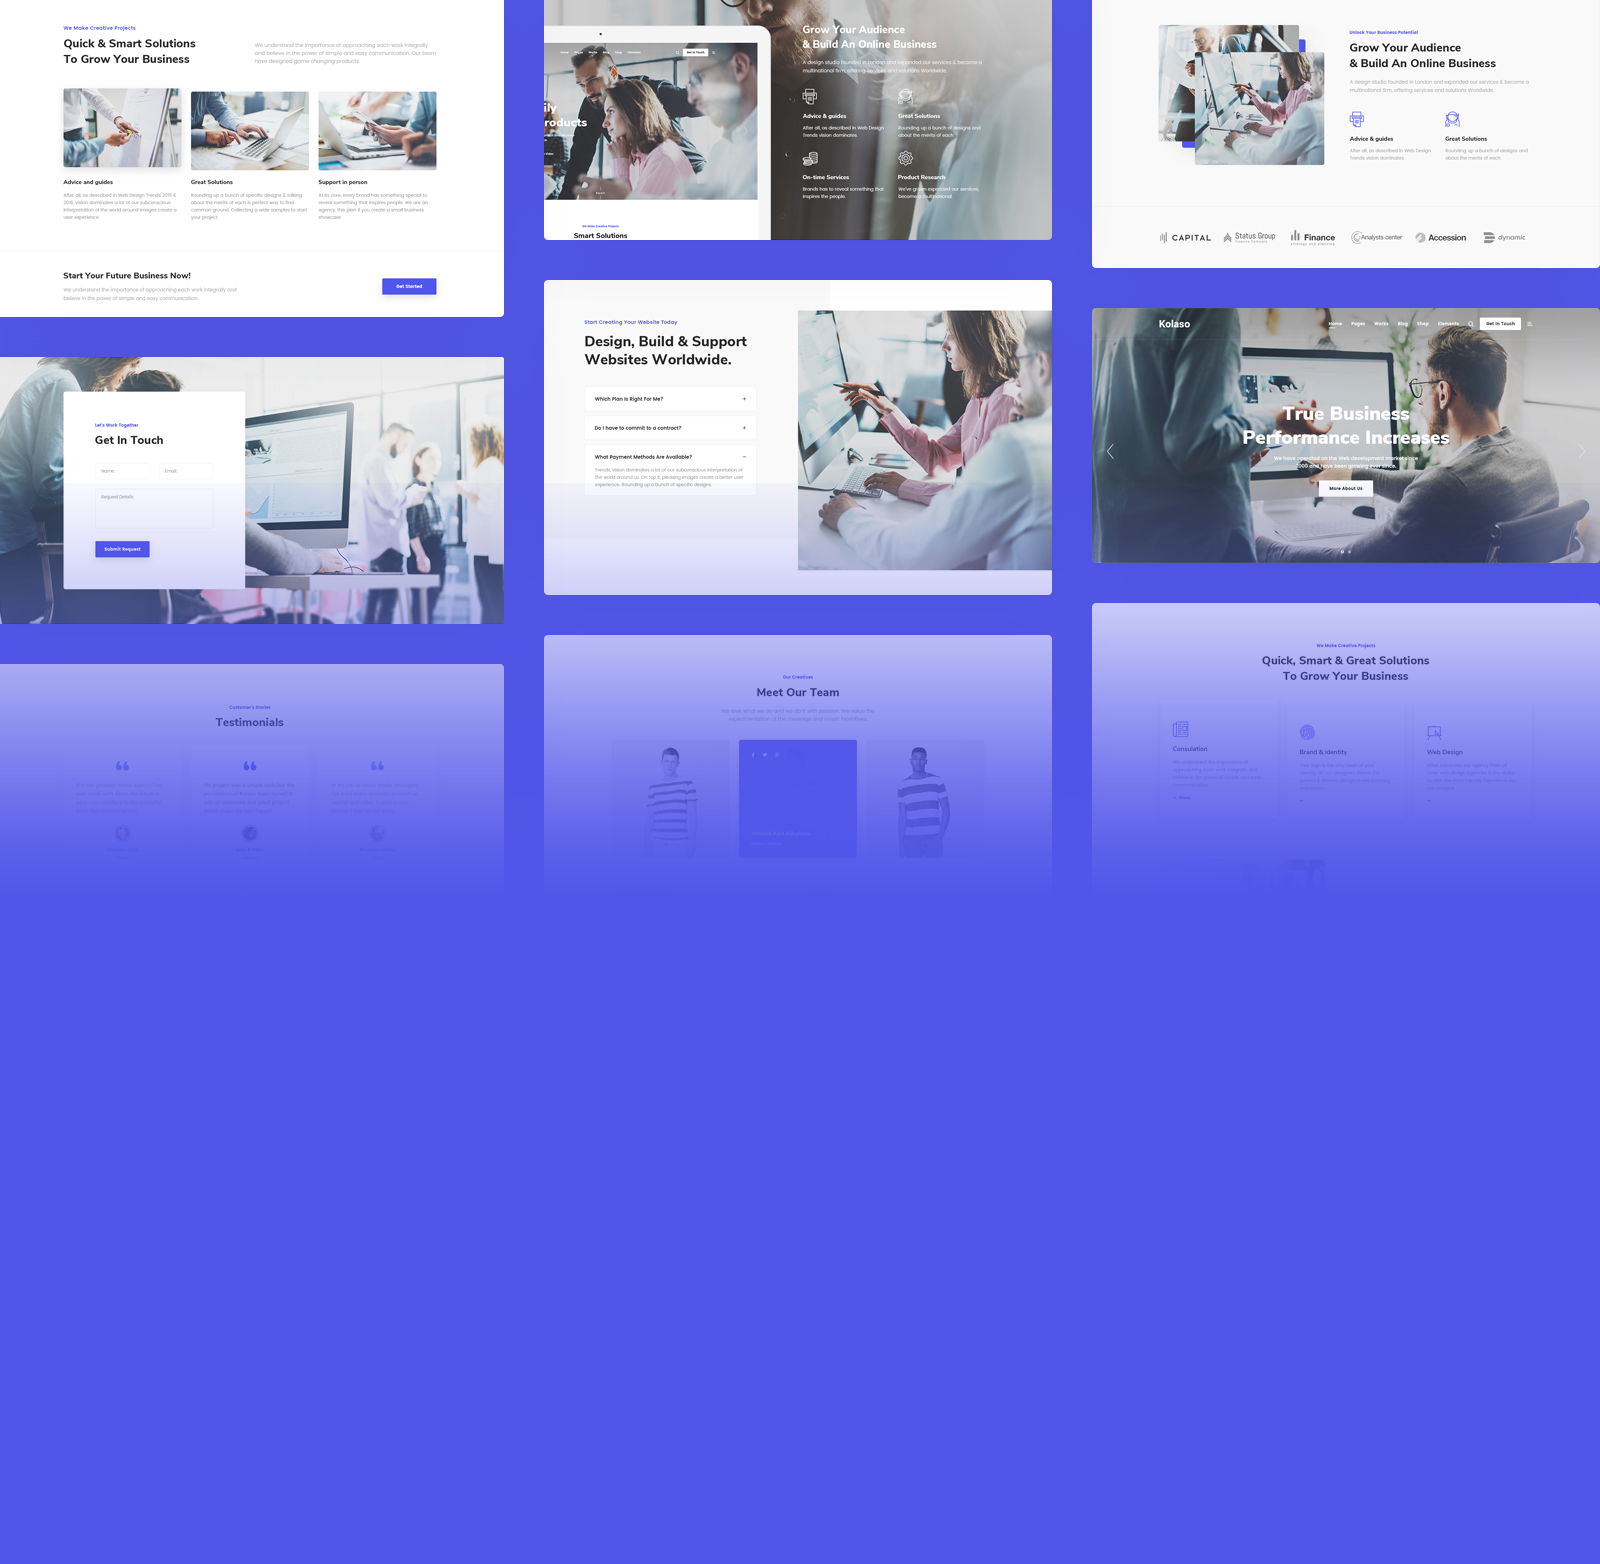 We Make Creative Projects
Quick & Smart Solutions
To Grow Your Business
We understand the importance of approaching each work integrally
and believe in the power of simple and easy communication. Our team
have designed game changing products.
Advice and guides
After all, as described in Web Design Trends 2015 &
2016, vision dominates a lot of our subconscious
interpretation of the world around images create a
user experience.
Great Solutions
Rounding up a bunch of specific designs & talking
about the merits of each is perfect way to find
common ground. Collecting a wide samples to start
your project
Support in person
At its core, every brand has something special to
reveal something that inspires people. We are an
agency, this plan if you create a small business
showcase.
Start Your Future Business Now!
We understand the importance of approaching each work integrally and
believe in the power of simple and easy communication.
Get Started
Let's Work Together
Get In Touch
Name
Email
Request Details
Submit Request
Customer's Stories
Testimonials
Home Pages Works Blog Shop Elements
Get In Touch
ily
roducts
We Make Creative Projects
Smart Solutions
Grow Your Audience
& Build An Online Business
A design studio founded in London and expanded our services & become a
multinational firm, offering services and solutions Worldwide.
Advice & guides
After all, as described in Web Design
Trends vision dominates.
Great Solutions
Rounding up a bunch of designs and
about the merits of each.
On-time Services
Brands has to reveal something that
inspires the people.
Product Research
We've grown expanded our services,
become a multinational
Start Creating Your Website Today
Design, Build & Support
Websites Worldwide.
Which Plan Is Right For Me? +
Do I have to commit to a contract? +
What Payment Methods Are Available? –
Trends, vision dominates a lot of our subconscious interpretation of
the world around us. On top it, pleasing images create a better user
experience. Rounding up a bunch of specific designs.
Our Creatives
Meet Our Team
We love what we do and we do it with passion. We value the
experimentation of the message and smart incentives.
Unlock Your Business Potential
Grow Your Audience
& Build An Online Business
A design studio founded in London and expanded our services & become a
multinational firm, offering services and solutions Worldwide.
Advice & guides
After all, as described in Web Design
Trends vision dominates.
Great Solutions
Rounding up a bunch of designs and
about the merits of each.
CAPITAL
Status Group
Finance
Analysts center
Accession
dynamic
Kolaso
Home Pages Works Blog Shop Elements
Get In Touch
True Business
Performance Increases
We have operated on the Web development market since
2000 and have been growing ever since.
More About Us
We Make Creative Projects
Quick, Smart & Great Solutions
To Grow Your Business
Consulation
Brand & identity
Web Design